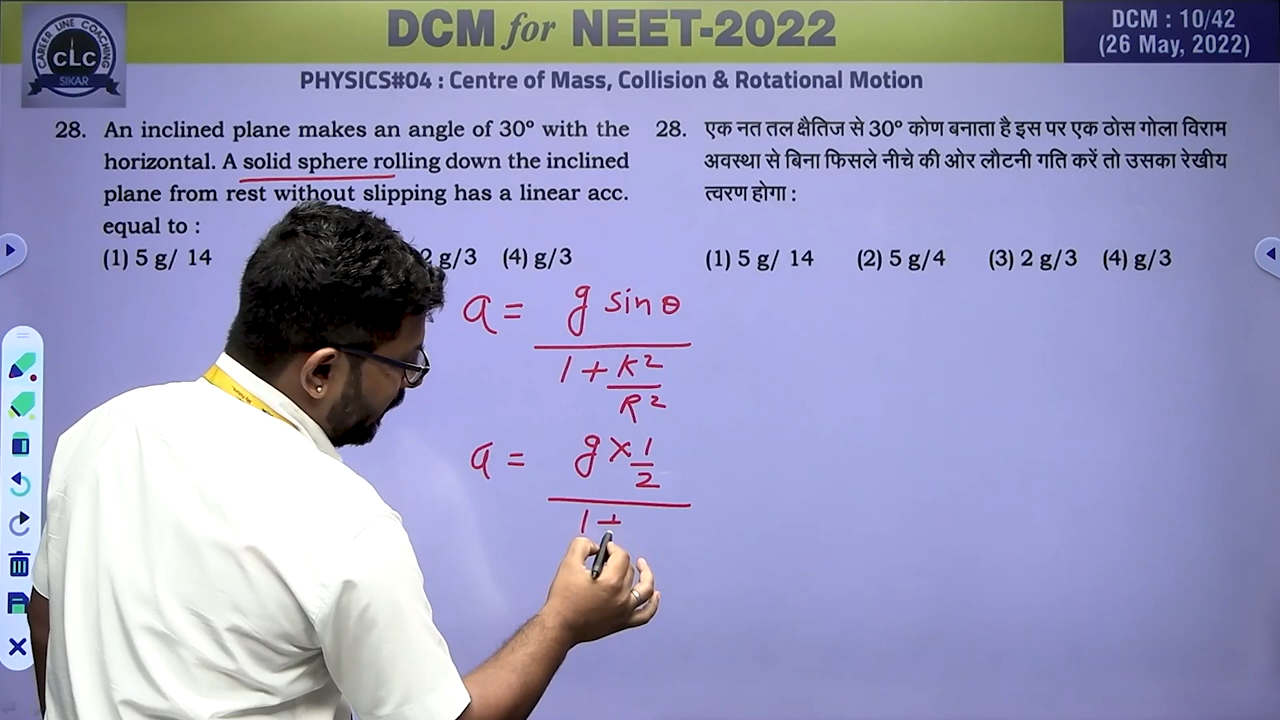 DCM for NEET-2022
DCM : 10/42
(26 May, 2022)
CAREER LINE COACHING
CLC
SIKAR
PHYSICS#04 : Centre of Mass, Collision & Rotational Motion
28. An inclined plane makes an angle of 30° with the
horizontal. A solid sphere rolling down the inclined
plane from rest without slipping has a linear acc.
equal to :
(1) 5 g/ 14 2 g/3 (4) g/3
28. एक नत तल क्षैतिज से 30° कोण बनाता है इस पर एक ठोस गोला विराम
अवस्था से बिना फिसले नीचे की ओर लौटनी गति करें तो उसका रेखीय
त्वरण होगा :
(1) 5 g/ 14 (2) 5 g/4 (3) 2 g/3 (4) g/3
a = g sin θ
1 + K²
R²
a = g × 1
2
1 +